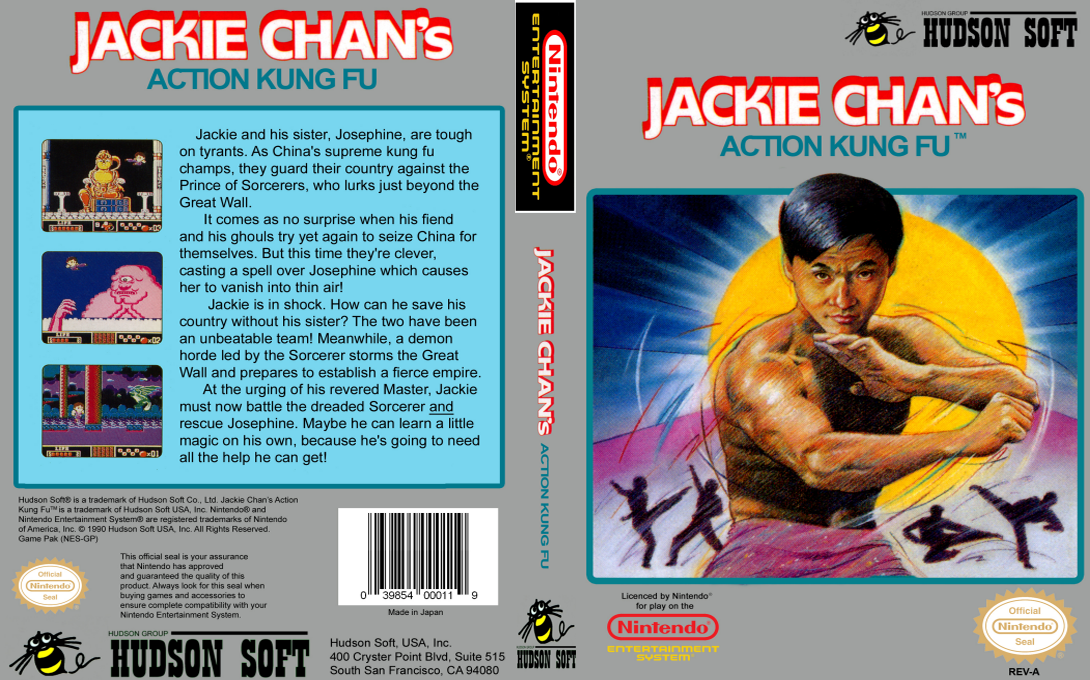 JACKIE CHAN's
ACTION KUNG FU
Jackie and his sister, Josephine, are tough
on tyrants. As China's supreme kung fu
champs, they guard their country against the
Prince of Sorcerers, who lurks just beyond the
Great Wall.
It comes as no surprise when his fiend
and his ghouls try yet again to seize China for
themselves. But this time they're clever,
casting a spell over Josephine which causes
her to vanish into thin air!
Jackie is in shock. How can he save his
country without his sister? The two have been
an unbeatable team! Meanwhile, a demon
horde led by the Sorcerer storms the Great
Wall and prepares to establish a fierce empire.
At the urging of his revered Master, Jackie
must now battle the dreaded Sorcerer and
rescue Josephine. Maybe he can learn a little
magic on his own, because he's going to need
all the help he can get!
LIFE
LIFE
LIFE
Hudson Soft® is a trademark of Hudson Soft Co., Ltd. Jackie Chan's Action
Kung Fu™ is a trademark of Hudson Soft USA, Inc. Nintendo® and
Nintendo Entertainment System® are registered trademarks of Nintendo
of America, Inc. © 1990 Hudson Soft USA, Inc. All Rights Reserved.
Game Pak (NES-GP)
Official
Nintendo
Seal
This official seal is your assurance
that Nintendo has approved
and guaranteed the quality of this
product. Always look for this seal when
buying games and accessories to
ensure complete compatibility with your
Nintendo Entertainment System.
0 39854 00011 9
Made in Japan
HUDSON GROUP
HUDSON SOFT
Hudson Soft, USA, Inc.
400 Cryster Point Blvd, Suite 515
South San Francisco, CA 94080
Nintendo®
ENTERTAINMENT
SYSTEM®
JACKIE CHAN's
ACTION KUNG FU
HUDSON SOFT
HUDSON GROUP
HUDSON SOFT
JACKIE CHAN's
ACTION KUNG FU™
Licenced by Nintendo®
for play on the
Nintendo®
ENTERTAINMENT
SYSTEM®
Official
Nintendo
Seal
REV-A